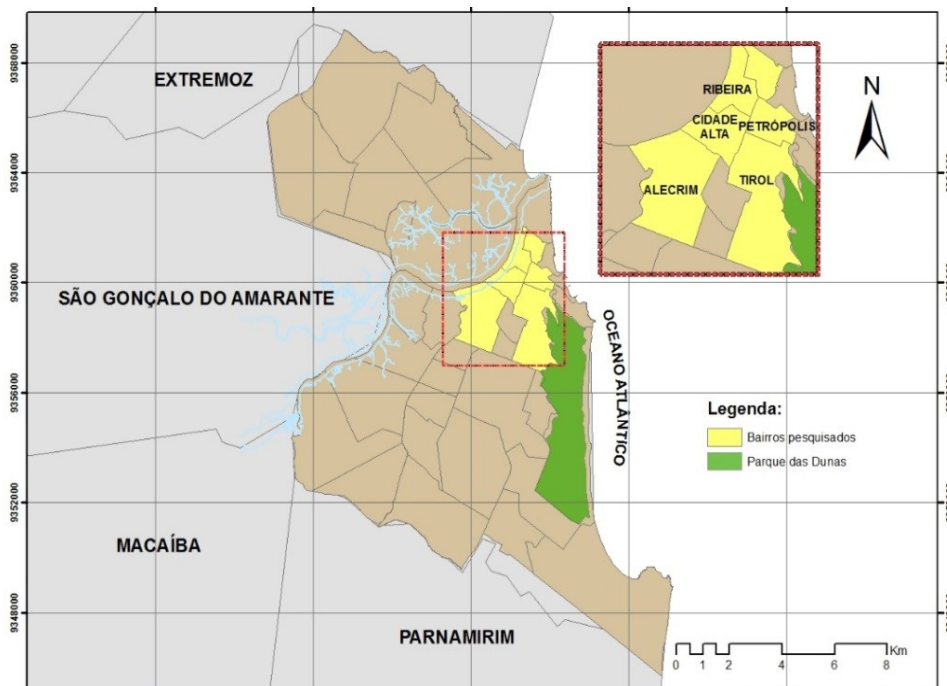 EXTREMOZ
RIBEIRA
CIDADE
ALTA
PETRÓPOLIS
ALECRIM
TIROL
N
SÃO GONÇALO DO AMARANTE
OCEANO ATLÂNTICO
MACAÍBA
PARNAMIRIM
Legenda:
Bairros pesquisados
Parque das Dunas
9368000
9364000
9360000
9356000
9352000
9348000
0 1 2 4 6 8 Km